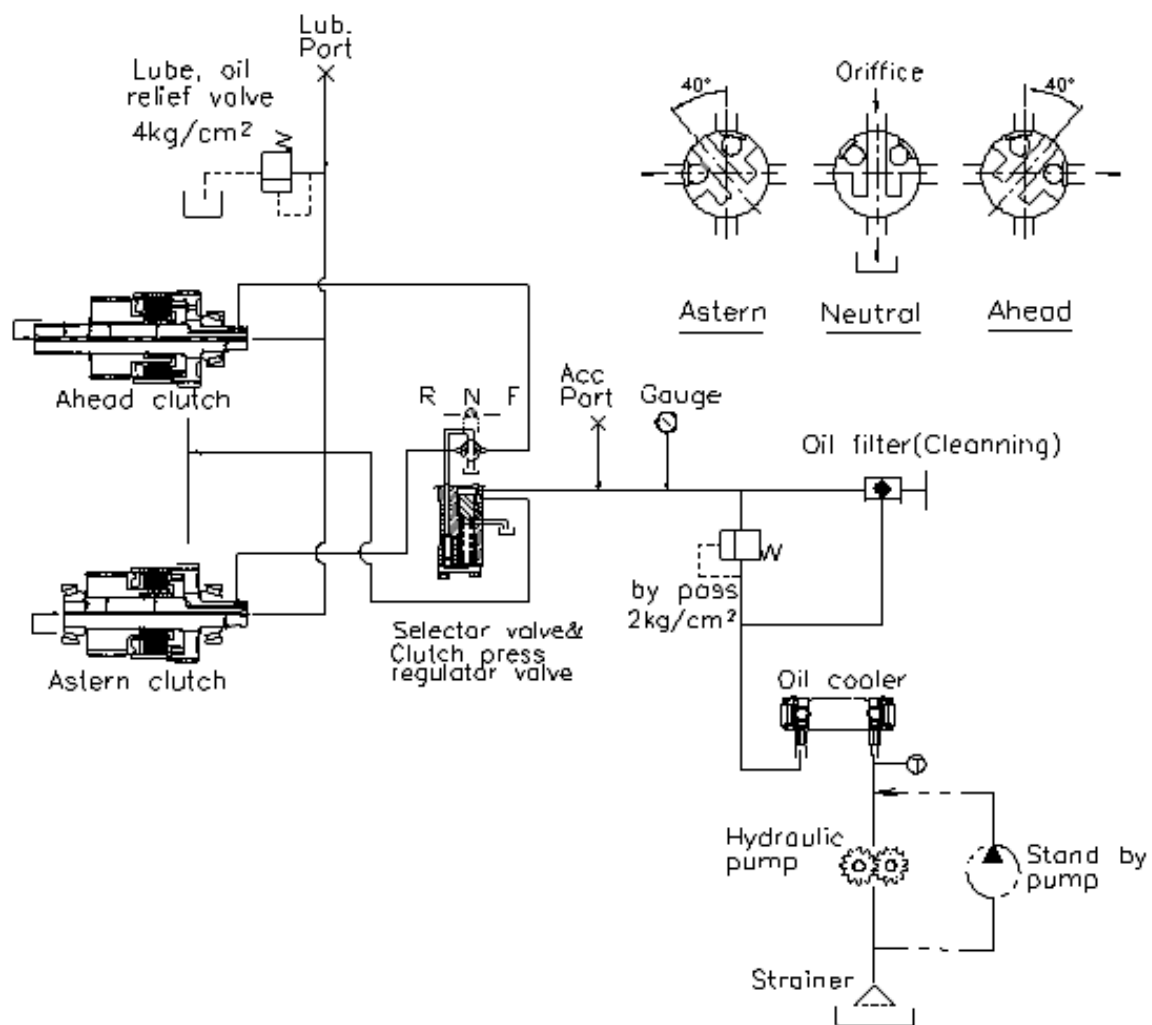 Lub.
Port
Lube, oil
relief valve
4kg/cm²
W
40°
Oriffice
40°
Astern
Neutral
Ahead
Ahead clutch
R N F
Acc
Port
Gauge
Oil filter(Cleanning)
W
by pass
2kg/cm²
Selector valve&
Clutch press
regulator valve
Astern clutch
Oil cooler
T
Hydraulic
pump
Stand by
pump
Strainer